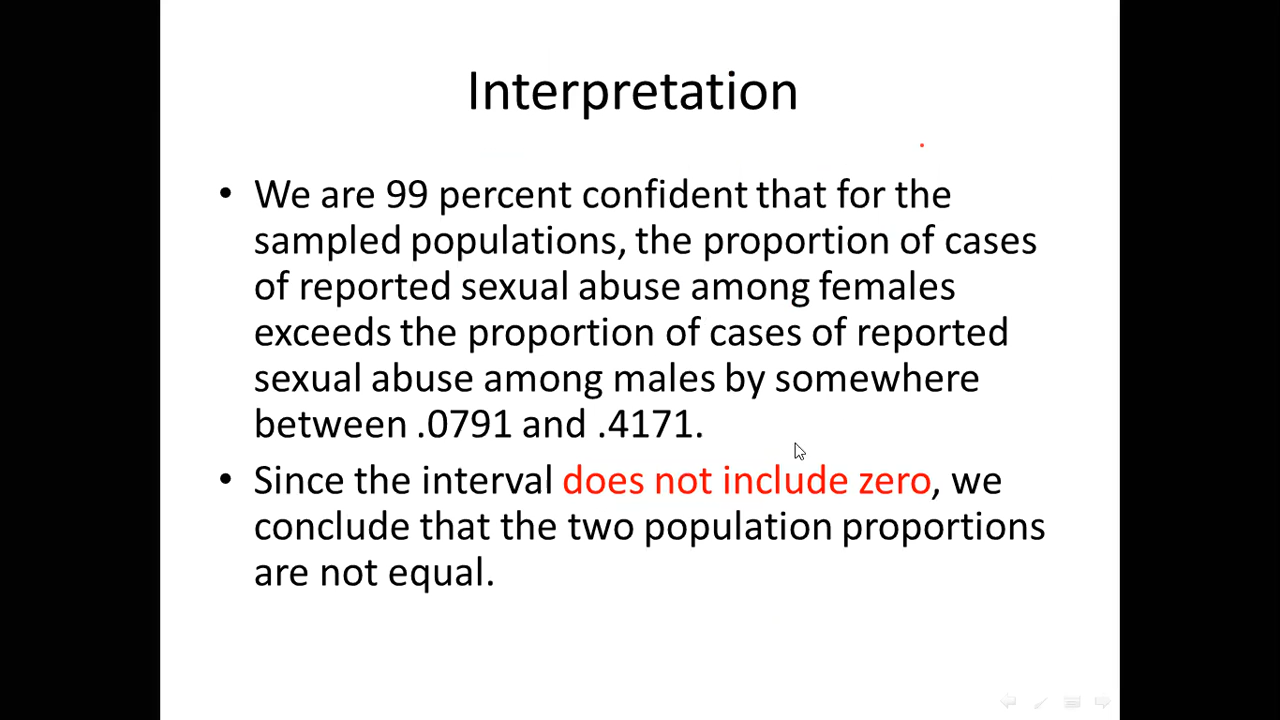 Interpretation
• We are 99 percent confident that for the
sampled populations, the proportion of cases
of reported sexual abuse among females
exceeds the proportion of cases of reported
sexual abuse among males by somewhere
between .0791 and .4171.
• Since the interval does not include zero, we
conclude that the two population proportions
are not equal.